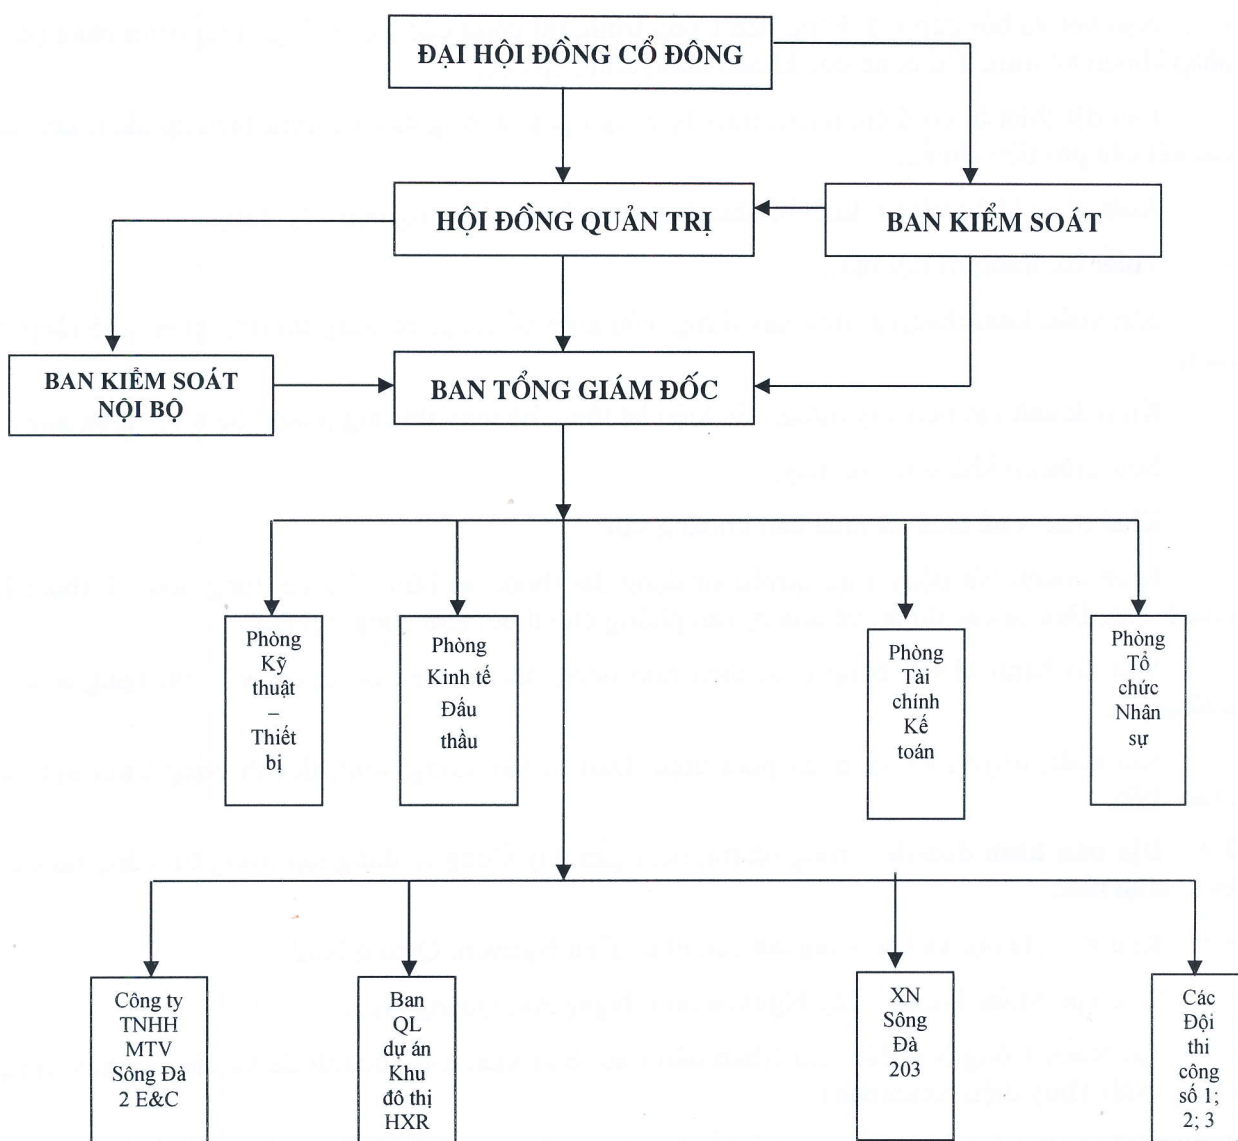 ĐẠI HỘI ĐỒNG CỔ ĐÔNG
HỘI ĐỒNG QUẢN TRỊ
BAN KIỂM SOÁT
BAN KIỂM SOÁT
NỘI BỘ
BAN TỔNG GIÁM ĐỐC
Phòng
Kỹ
thuật
–
Thiết
bị
Phòng
Kinh tế
Đấu
thầu
Phòng
Tài
chính
Kế
toán
Phòng
Tổ
chức
Nhân
sự
Công ty
TNHH
MTV
Sông Đà
2 E&C
Ban
QL
dự án
Khu
đô thị
HXR
XN
Sông
Đà
203
Các
Đội
thi
công
số 1;
2; 3